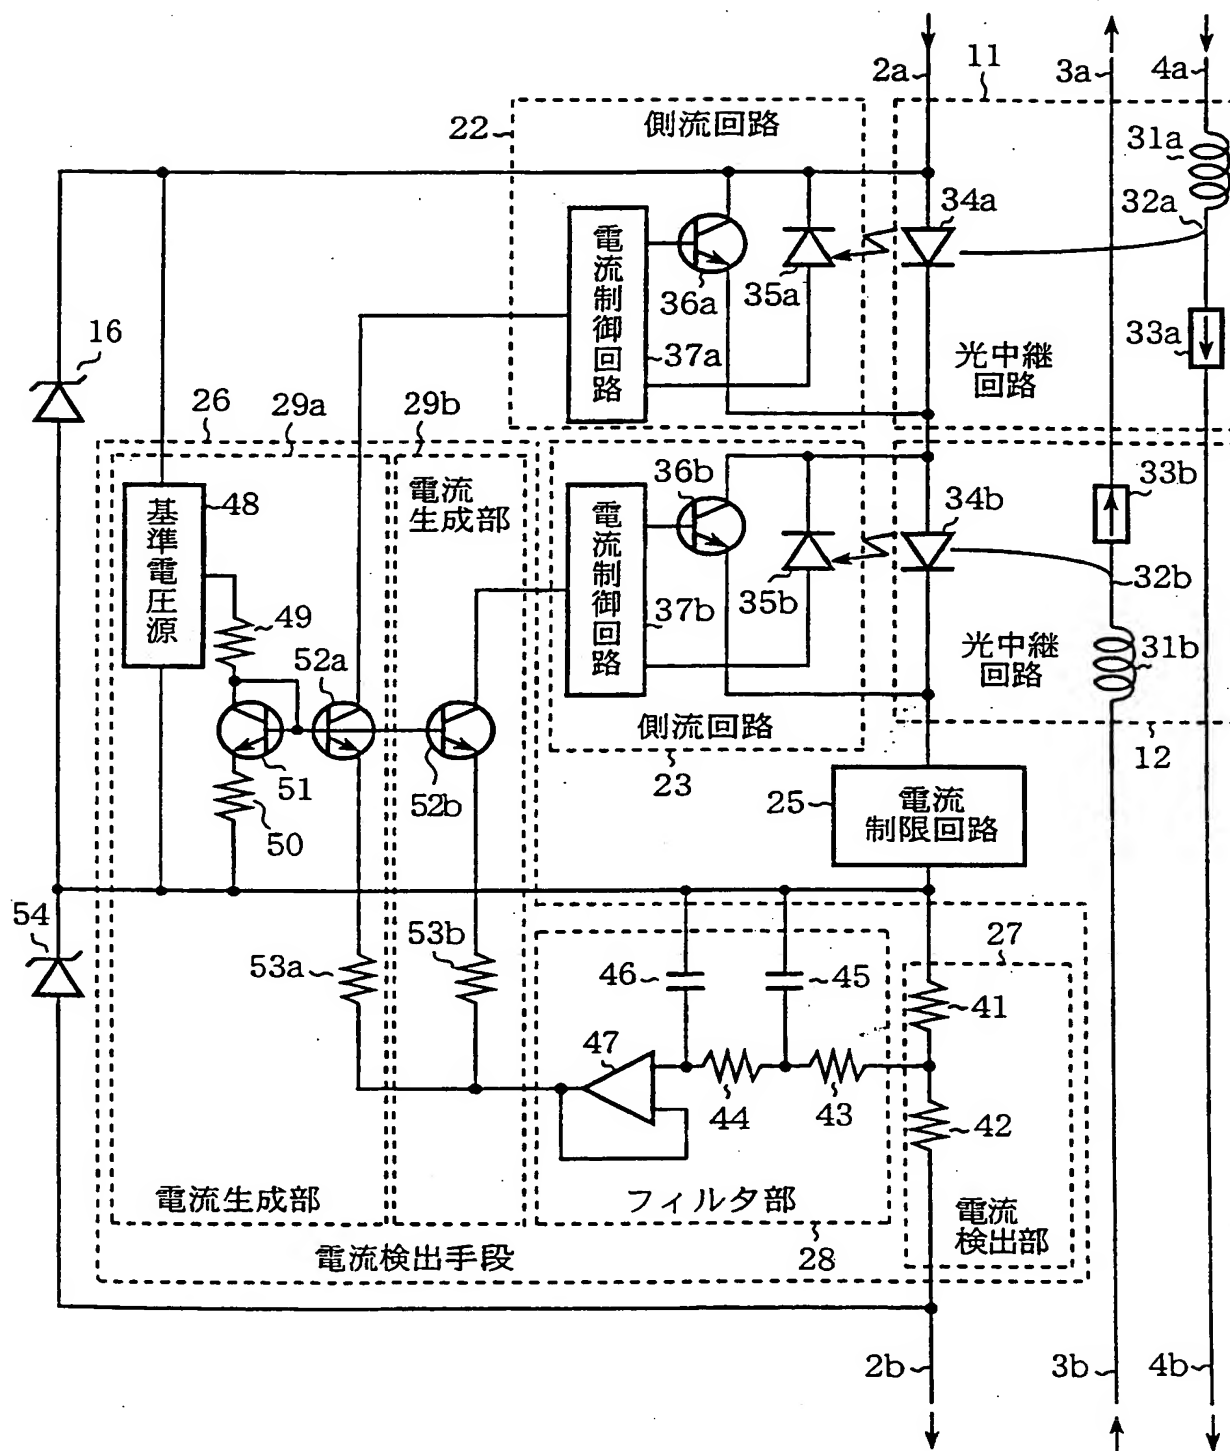 2a
11
3a
4a
22
側流回路
31a
34a
32a
電流制御回路
36a
35a
37a
33a
光中継
回路
16
26
29a
29b
電流
生成部
48
基準電圧源
36b
33b
34b
電流制御回路
35b
32b
37b
49
52a
光中継
回路
31b
側流回路
51
52b
23
12
50
25
電流
制限回路
54
53b
27
53a
46
45
41
47
44
43
42
電流生成部
フィルタ部
電流
検出部
電流検出手段
28
2b
3b
4b